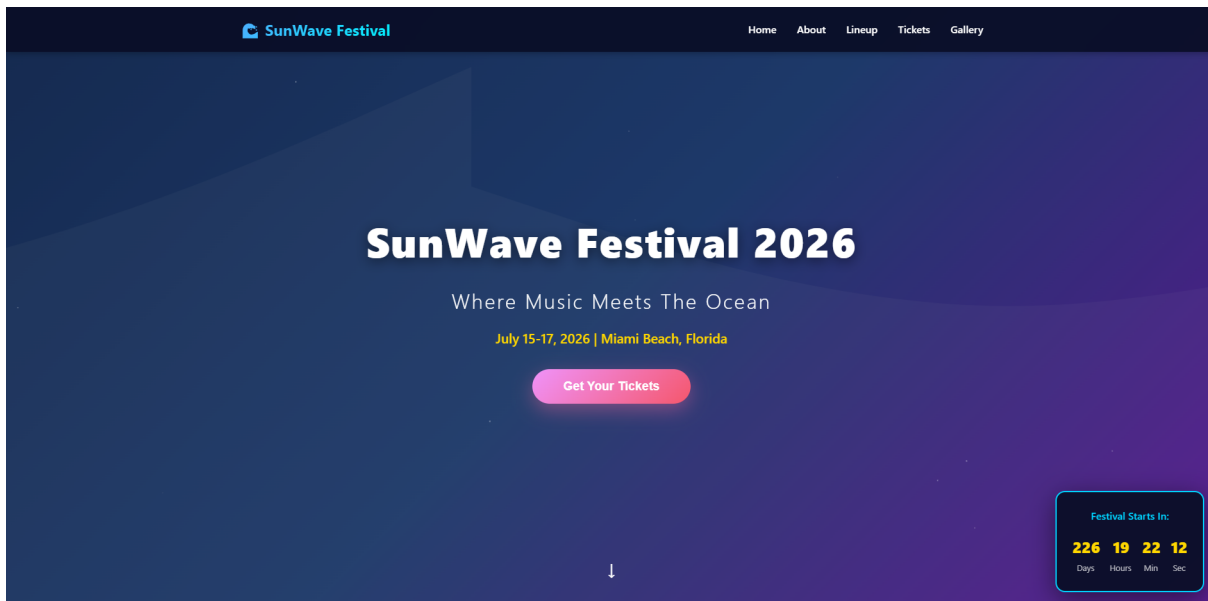 SunWave Festival
Home About Lineup Tickets Gallery
SunWave Festival 2026
Where Music Meets The Ocean
July 15-17, 2026 | Miami Beach, Florida
Get Your Tickets
Festival Starts In:
226 19 22 12
Days Hours Min Sec